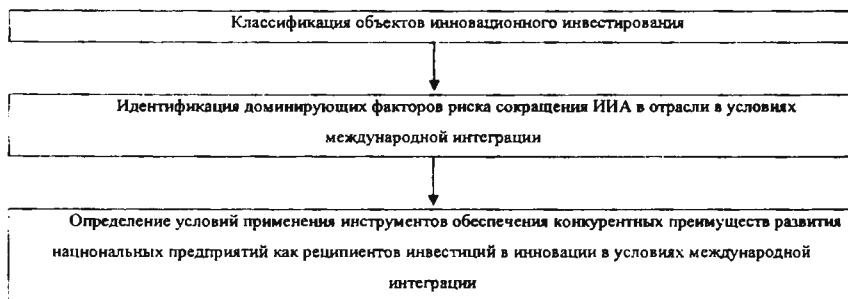 Классификация объектов инновационного инвестирования
Идентификация доминирующих факторов риска сокращения ИИА в отрасли в условиях
международной интеграции
Определение условий применения инструментов обеспечения конкурентных преимуществ развития
национальных предприятий как реципиентов инвестиций в инновации в условиях международной
интеграции